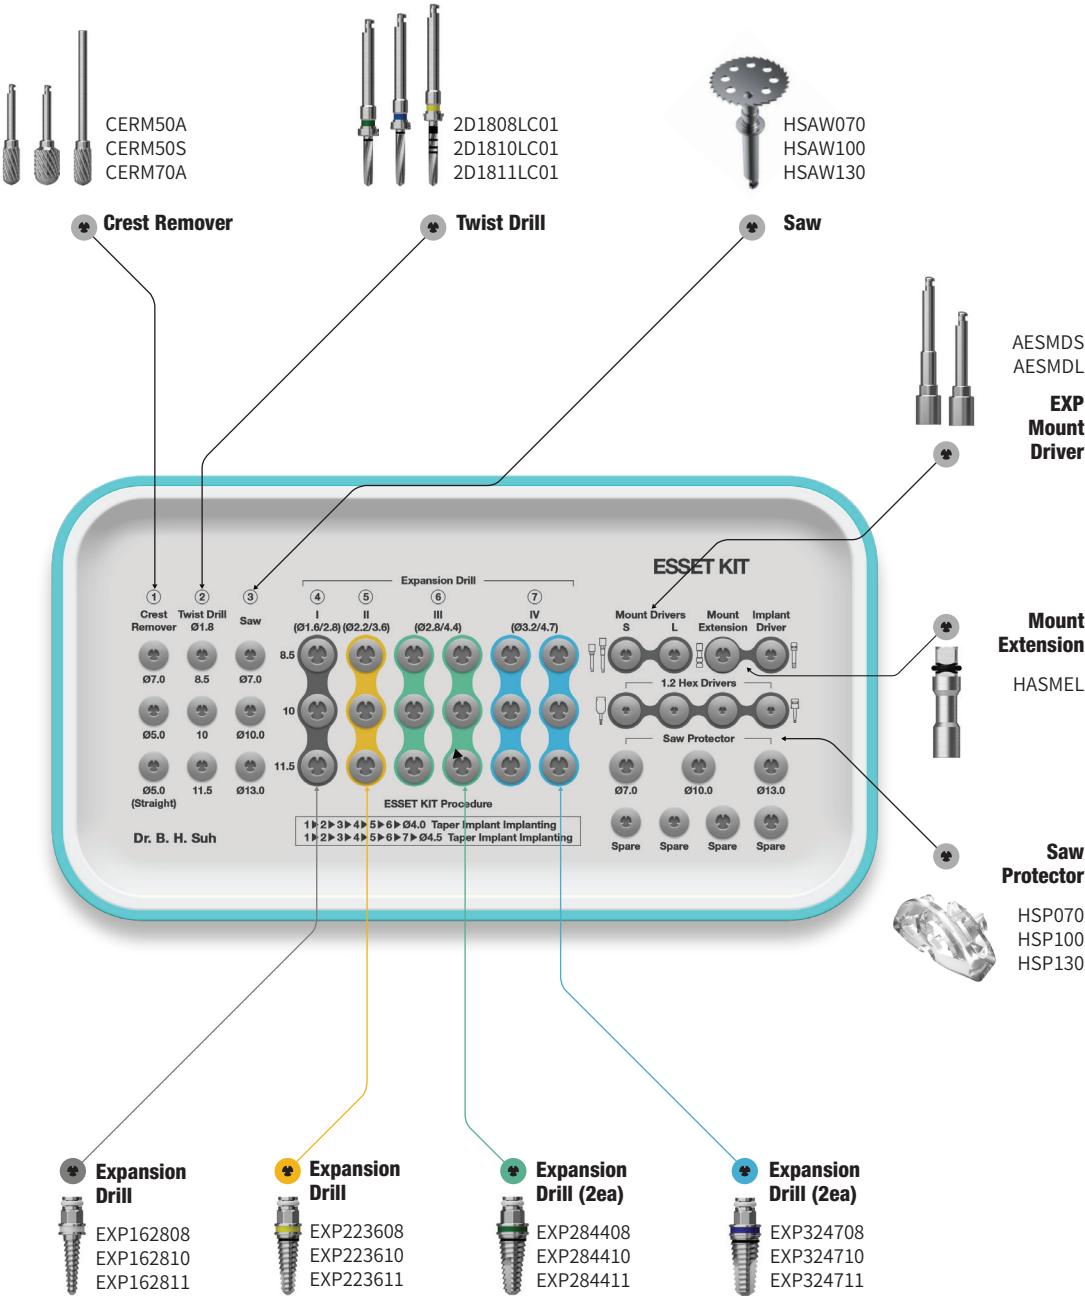 CERM50A
CERM50S
CERM70A
Crest Remover
2D1808LC01
2D1810LC01
2D1811LC01
Twist Drill
HSAW070
HSAW100
HSAW130
Saw
AESMDS
AESMDL
EXP
Mount
Driver
ESSET KIT
Expansion Drill
1 2 3 4 5 6 7
Crest
Remover
Twist Drill
Ø1.8
Saw
I
(Ø1.6/2.8)
II
(Ø2.2/3.6)
III
(Ø2.8/4.4)
IV
(Ø3.2/4.7)
Mount Drivers
S L
Mount
Extension
Implant
Driver
8.5
Ø7.0 8.5 Ø7.0
1.2 Hex Drivers
10
Ø5.0 10 Ø10.0
Saw Protector
11.5
Ø5.0
(Straight)
11.5 Ø13.0
Ø7.0 Ø10.0 Ø13.0
ESSET KIT Procedure
1▶2▶3▶4▶5▶6▶Ø4.0 Taper Implant Implanting
1▶2▶3▶4▶5▶6▶7▶Ø4.5 Taper Implant Implanting
Dr. B. H. Suh
Spare Spare Spare Spare
Mount
Extension
HASMEL
Saw
Protector
HSP070
HSP100
HSP130
Expansion
Drill
EXP162808
EXP162810
EXP162811
Expansion
Drill
EXP223608
EXP223610
EXP223611
Expansion
Drill (2ea)
EXP284408
EXP284410
EXP284411
Expansion
Drill (2ea)
EXP324708
EXP324710
EXP324711